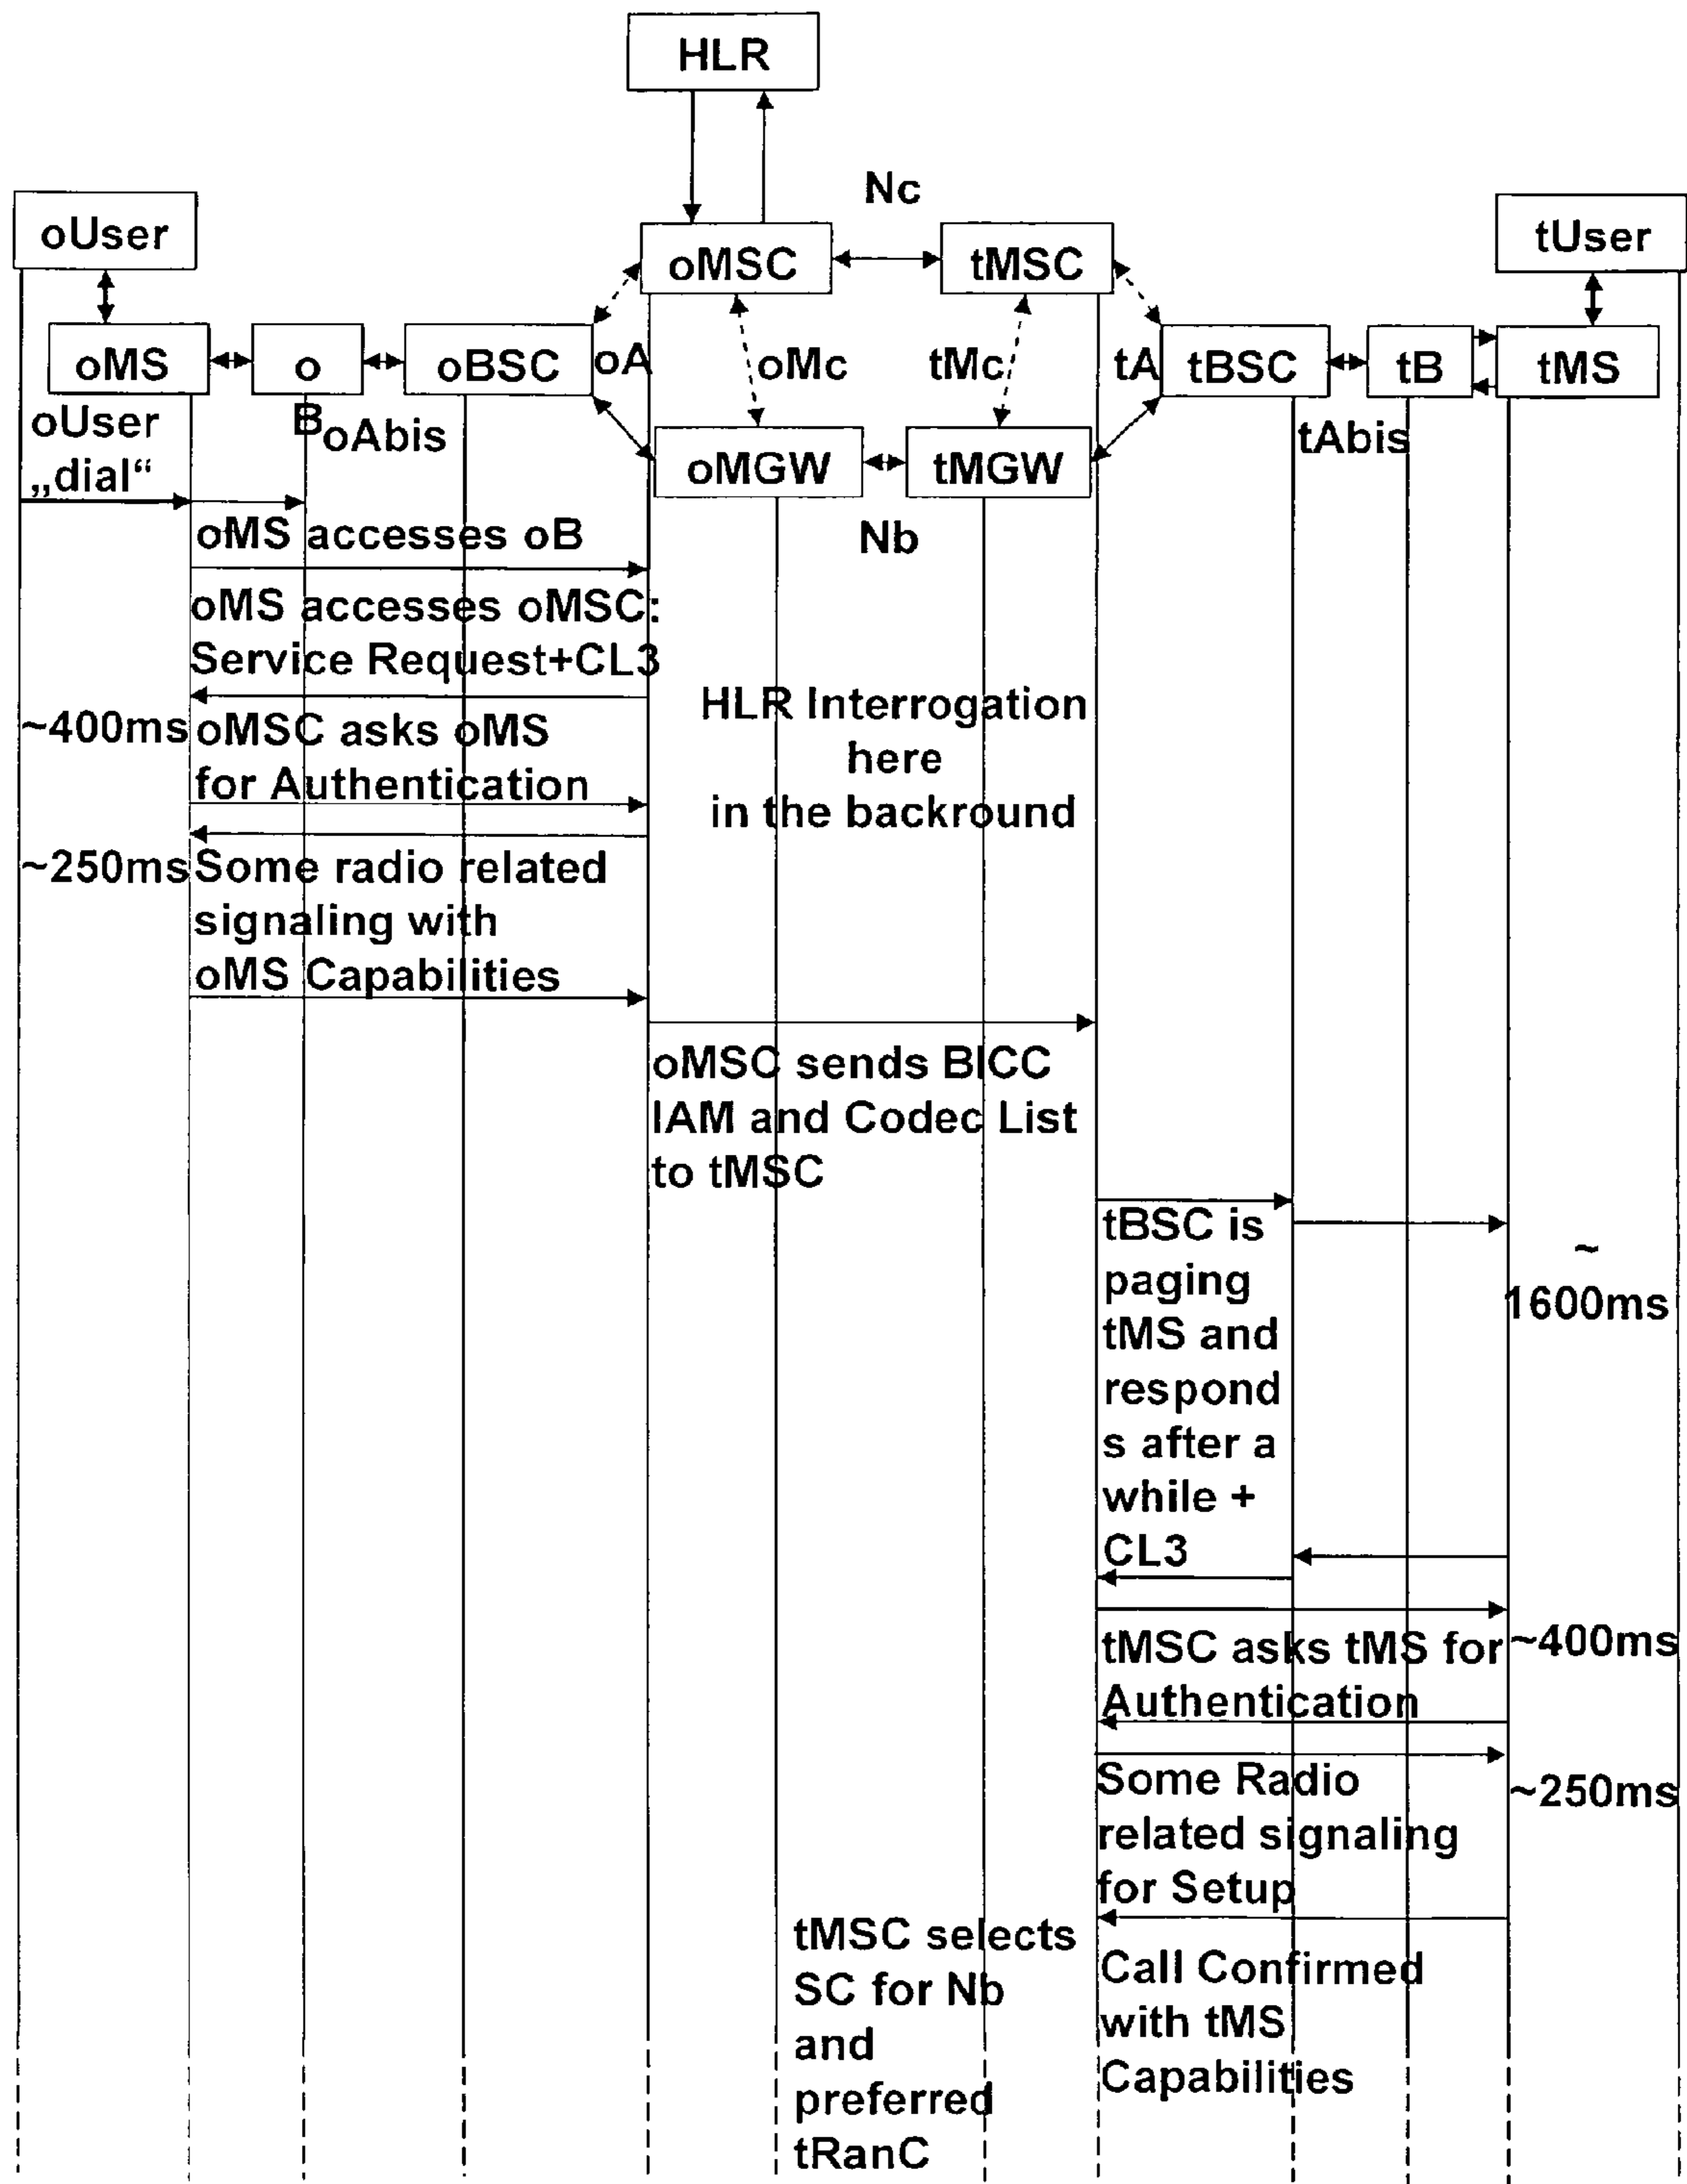 HLR
Nc
oUser
oMSC
tMSC
tUser
oMS
o
B
oBSC
oA
oMc
tMc
tA
tBSC
tB
tMS
oAbis
tAbis
oMGW
tMGW
Nb
oUser
„dial“
oMS accesses oB
oMS accesses oMSC:
Service Request+CL3
~400ms
oMSC asks oMS
for Authentication
HLR Interrogation
here
in the backround
~250ms
Some radio related
signaling with
oMS Capabilities
oMSC sends BICC
IAM and Codec List
to tMSC
tBSC is
paging
tMS and
respond
s after a
while +
CL3
~
1600ms
tMSC asks tMS for
Authentication
~400ms
Some Radio
related signaling
for Setup
~250ms
tMSC selects
SC for Nb
and
preferred
tRanC
Call Confirmed
with tMS
Capabilities